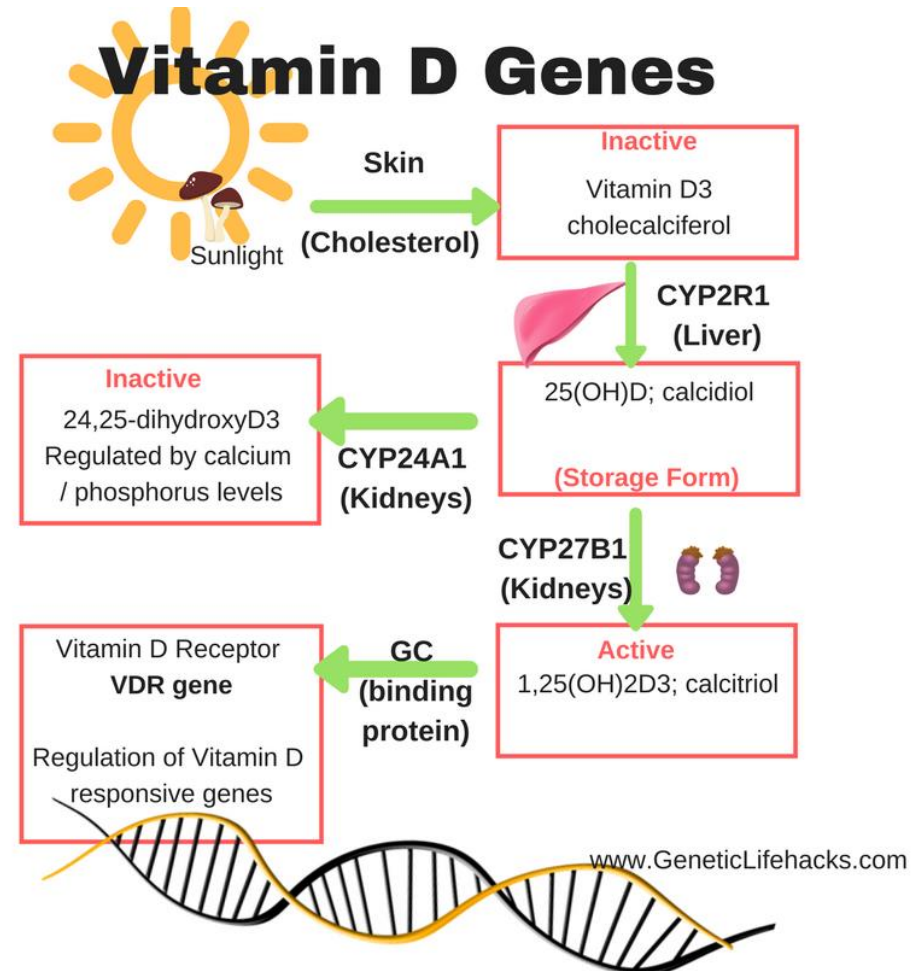 Vitamin D Genes
Sunlight
Skin
(Cholesterol)
Inactive
Vitamin D3
cholecalciferol
CYP2R1
(Liver)
25(OH)D; calcidiol
(Storage Form)
CYP24A1
(Kidneys)
Inactive
24,25-dihydroxyD3
Regulated by calcium
/ phosphorus levels
CYP27B1
(Kidneys)
Active
1,25(OH)2D3; calcitriol
GC
(binding
protein)
Vitamin D Receptor
VDR gene
Regulation of Vitamin D
responsive genes
www.GeneticLifehacks.com